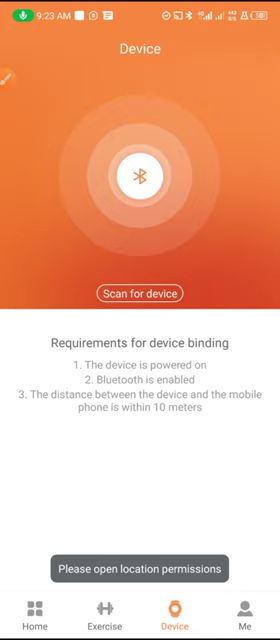 9:23 AM
Device
Scan for device
Requirements for device binding
1. The device is powered on
2. Bluetooth is enabled
3. The distance between the device and the mobile
phone is within 10 meters
Please open location permissions
Home Exercise Device Me